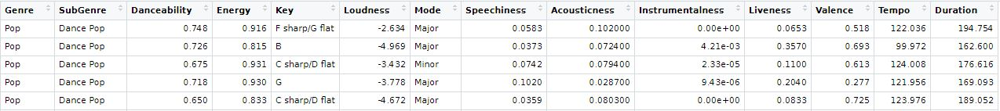 Genre SubGenre Danceability Energy Key Loudness Mode Speechiness Acousticness Instrumentalness Liveness Valence Tempo Duration
Pop Dance Pop 0.748 0.916 F sharp/G flat -2.634 Major 0.0583 0.102000 0.00e+00 0.0653 0.518 122.036 194.754
Pop Dance Pop 0.726 0.815 B -4.969 Major 0.0373 0.072400 4.21e-03 0.3570 0.693 99.972 162.600
Pop Dance Pop 0.675 0.931 C sharp/D flat -3.432 Minor 0.0742 0.079400 2.33e-05 0.1100 0.613 124.008 176.616
Pop Dance Pop 0.718 0.930 G -3.778 Major 0.1020 0.028700 9.43e-06 0.2040 0.277 121.956 169.093
Pop Dance Pop 0.650 0.833 C sharp/D flat -4.672 Major 0.0359 0.080300 0.00e+00 0.0833 0.725 123.976 189.052